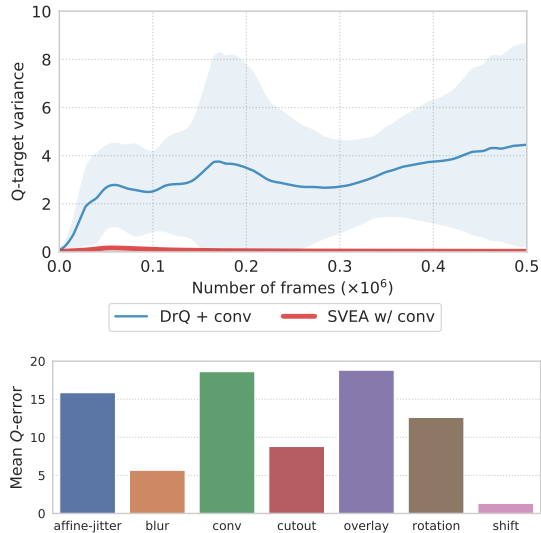 10
8
6
4
2
0
Q-target variance
0.0 0.1 0.2 0.3 0.4 0.5
Number of frames (×10⁶)
DrQ + conv SVEA w/ conv
20
15
10
5
0
Mean Q-error
affine-jitter blur conv cutout overlay rotation shift